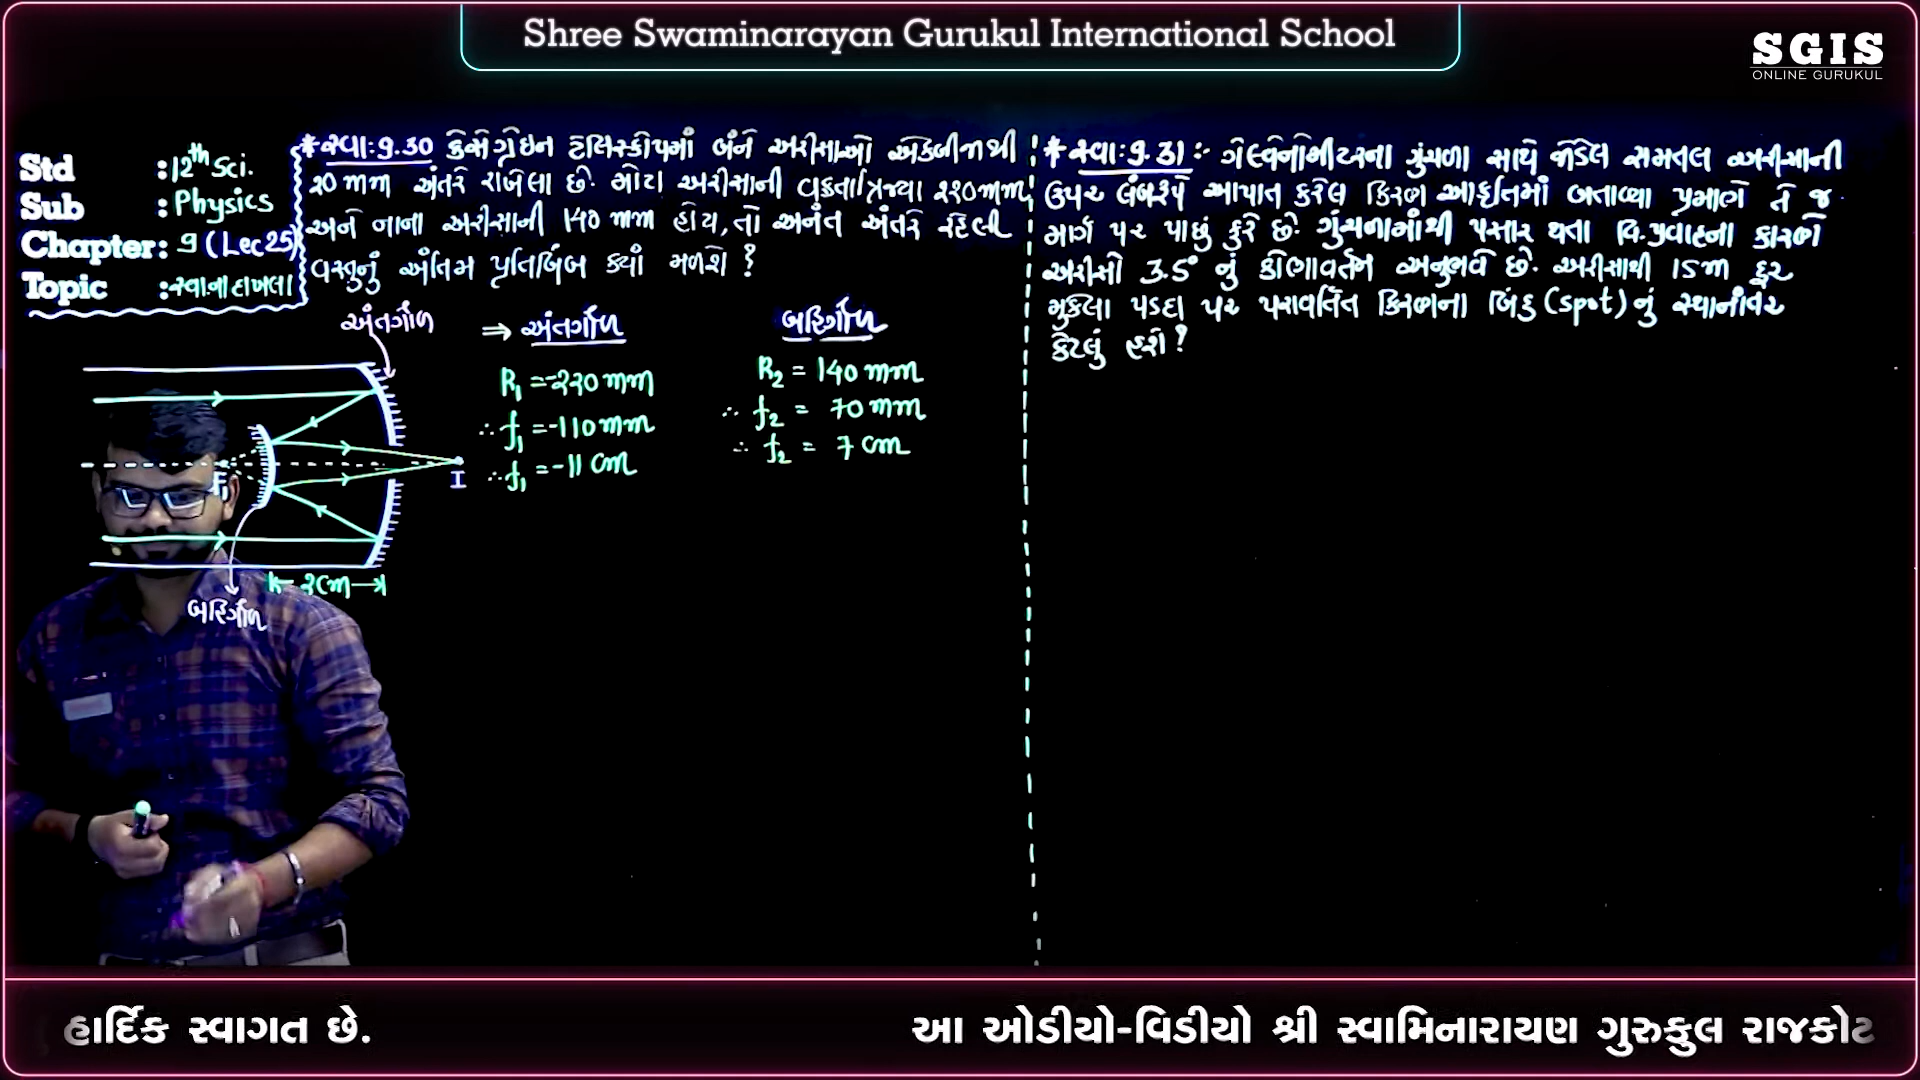 Shree Swaminarayan Gurukul International School
SGIS
ONLINE GURUKUL
Std : 12th Sci.
Sub : Physics
Chapter : 9 (Lec 25)
Topic : સ્વા.ના દાખલા
* સ્વા: 9.30 કેસેગ્રેઇન ટેલિસ્કોપમાં બંને અરીસાઓ એકબીજાથી
20 mm અંતરે રાખેલા છે. મોટા અરીસાની વક્રતાત્રિજ્યા 220 mm
અને નાના અરીસાની 140 mm હોય, તો અનંત અંતરે રહેલી
વસ્તુનું અંતિમ પ્રતિબિંબ ક્યાં મળશે ?
અંતર્ગોળ
⇒ અંતર્ગોળ
R₁ = -220 mm
∴ f₁ = -110 mm
∴ f₁ = -11 cm
બહિર્ગોળ
R₂ = 140 mm
∴ f₂ = 70 mm
∴ f₂ = 7 cm
I
2 cm
બહિર્ગોળ
* સ્વા: 9.31 :- ગેલ્વેનોમીટરના ગુંચળા સાથે જોડેલ સમતલ અરીસાની
ઉપર લંબરૂપે આપાત કરેલ કિરણ આકૃતિમાં બતાવ્યા પ્રમાણે તે જ
માર્ગ પર પાછું ફરે છે. ગુંચળામાંથી પસાર થતા વિ.પ્રવાહના કારણે
અરીસો 3.5° નું કોણાવર્તન અનુભવે છે. અરીસાથી 1.5 m દૂર
મુકેલા પડદા પર પરાવર્તિત કિરણના બિંદુ (spot) નું સ્થાનાંતર
કેટલું હશે ?
હાર્દિક સ્વાગત છે.
આ ઓડીયો-વિડીયો શ્રી સ્વામિનારાયણ ગુરુકુલ રાજકોટ